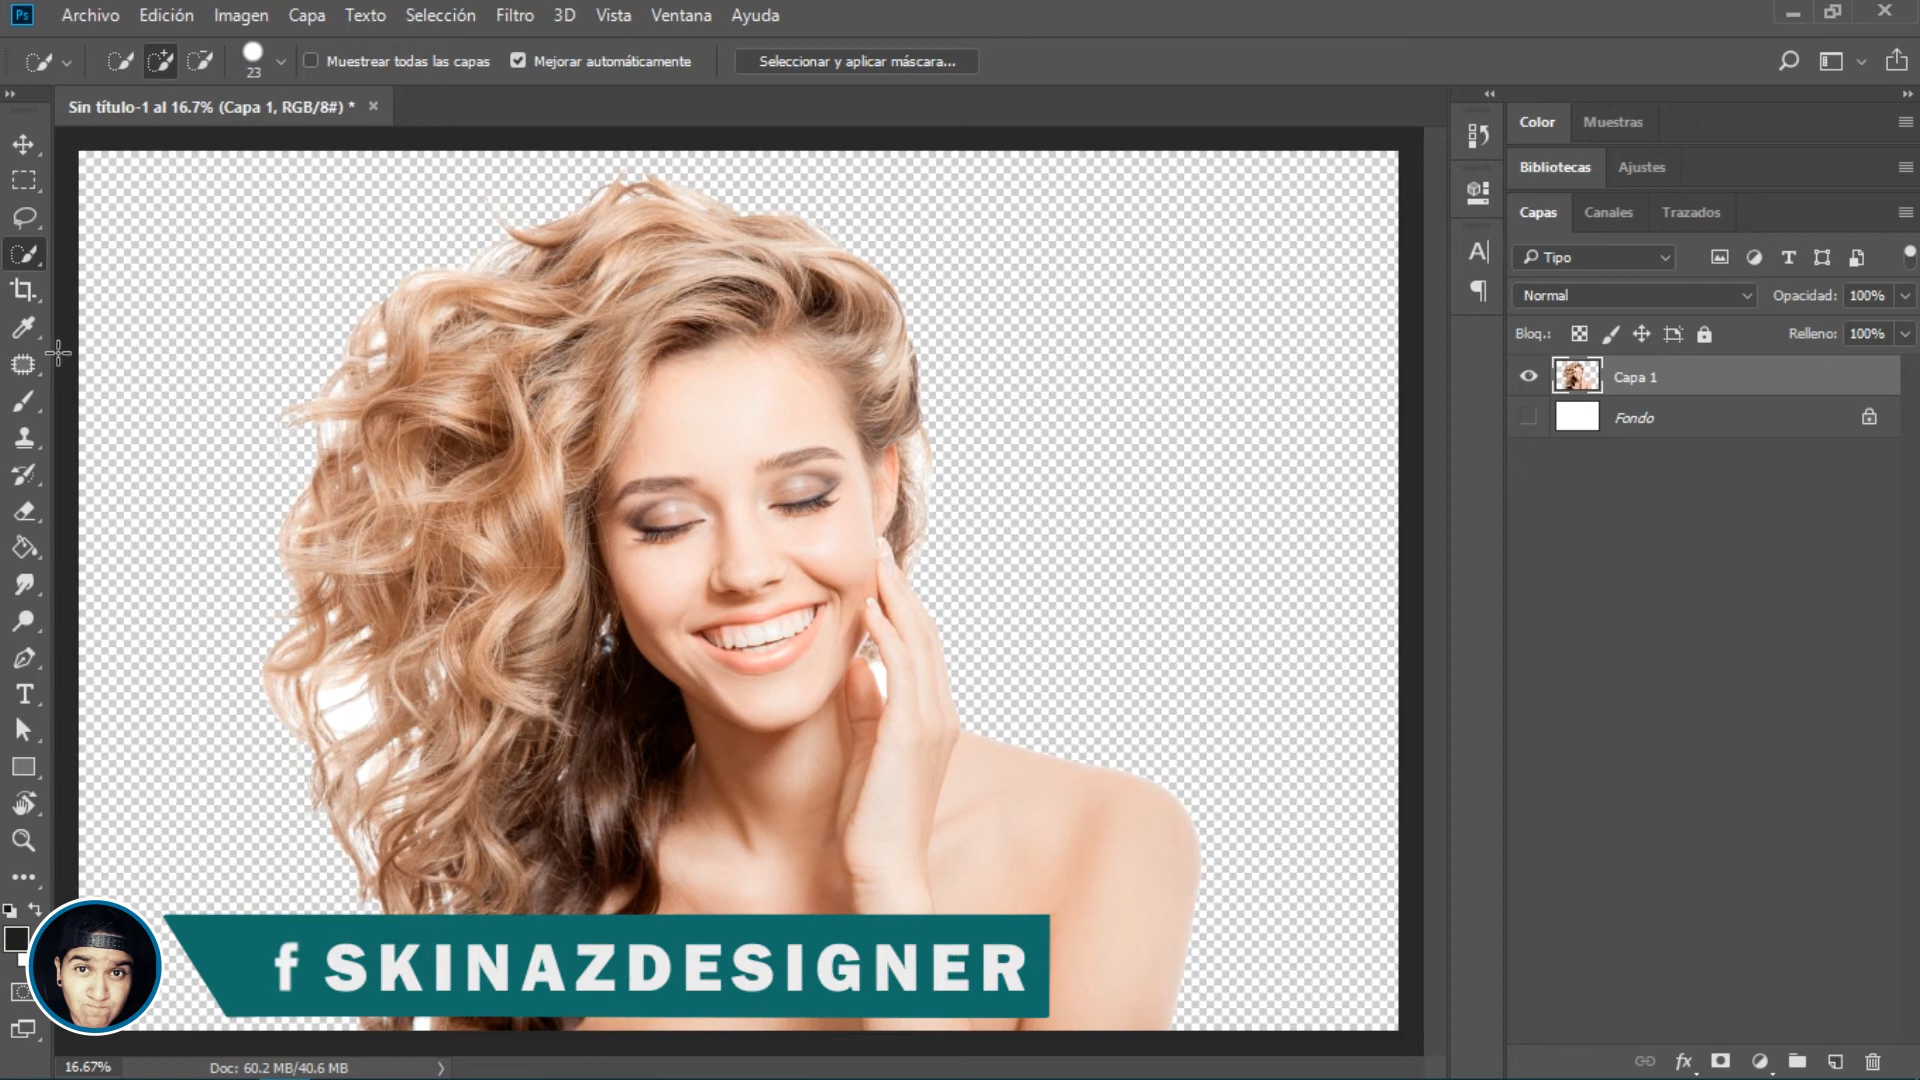 Ps Archivo Edición Imagen Capa Texto Selección Filtro 3D Vista Ventana Ayuda
23 Muestrear todas las capas Mejorar automáticamente Seleccionar y aplicar máscara...
Sin título-1 al 16.7% (Capa 1, RGB/8#) *
Color Muestras
Bibliotecas Ajustes
Capas Canales Trazados
Tipo
Normal Opacidad: 100%
Bloq.: Relleno: 100%
Capa 1
Fondo
f SKINAZDESIGNER
16.67% Doc: 60.2 MB/40.6 MB
fx